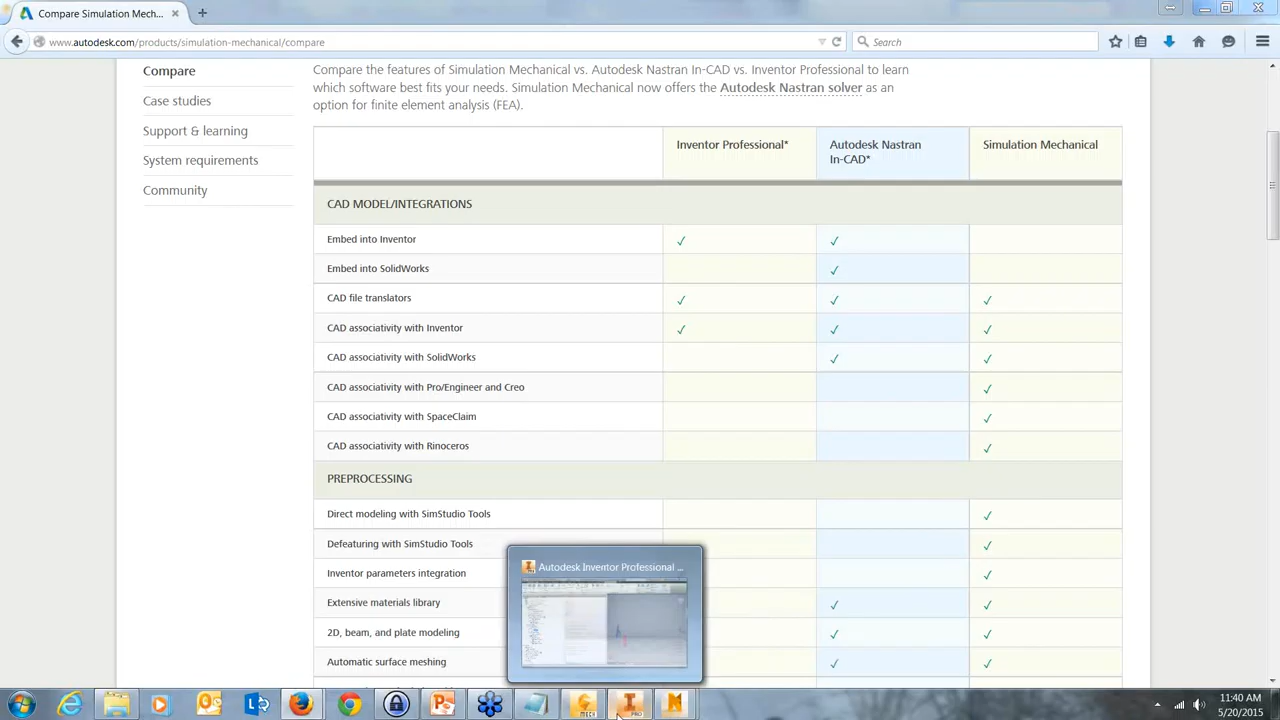 Compare Simulation Mech...
www.autodesk.com/products/simulation-mechanical/compare
Search
Compare
Case studies
Support & learning
System requirements
Community
Compare the features of Simulation Mechanical vs. Autodesk Nastran In-CAD vs. Inventor Professional to learn
which software best fits your needs. Simulation Mechanical now offers the Autodesk Nastran solver as an
option for finite element analysis (FEA).
Inventor Professional*
Autodesk Nastran
In-CAD*
Simulation Mechanical
CAD MODEL/INTEGRATIONS
Embed into Inventor ✓ ✓
Embed into SolidWorks ✓
CAD file translators ✓ ✓ ✓
CAD associativity with Inventor ✓ ✓ ✓
CAD associativity with SolidWorks ✓ ✓
CAD associativity with Pro/Engineer and Creo ✓
CAD associativity with SpaceClaim ✓
CAD associativity with Rinoceros ✓
PREPROCESSING
Direct modeling with SimStudio Tools ✓
Defeaturing with SimStudio Tools ✓
Inventor parameters integration ✓
Extensive materials library ✓ ✓
2D, beam, and plate modeling ✓ ✓
Automatic surface meshing ✓ ✓
Autodesk Inventor Professional ...
MECH
PRO
11:40 AM
5/20/2015